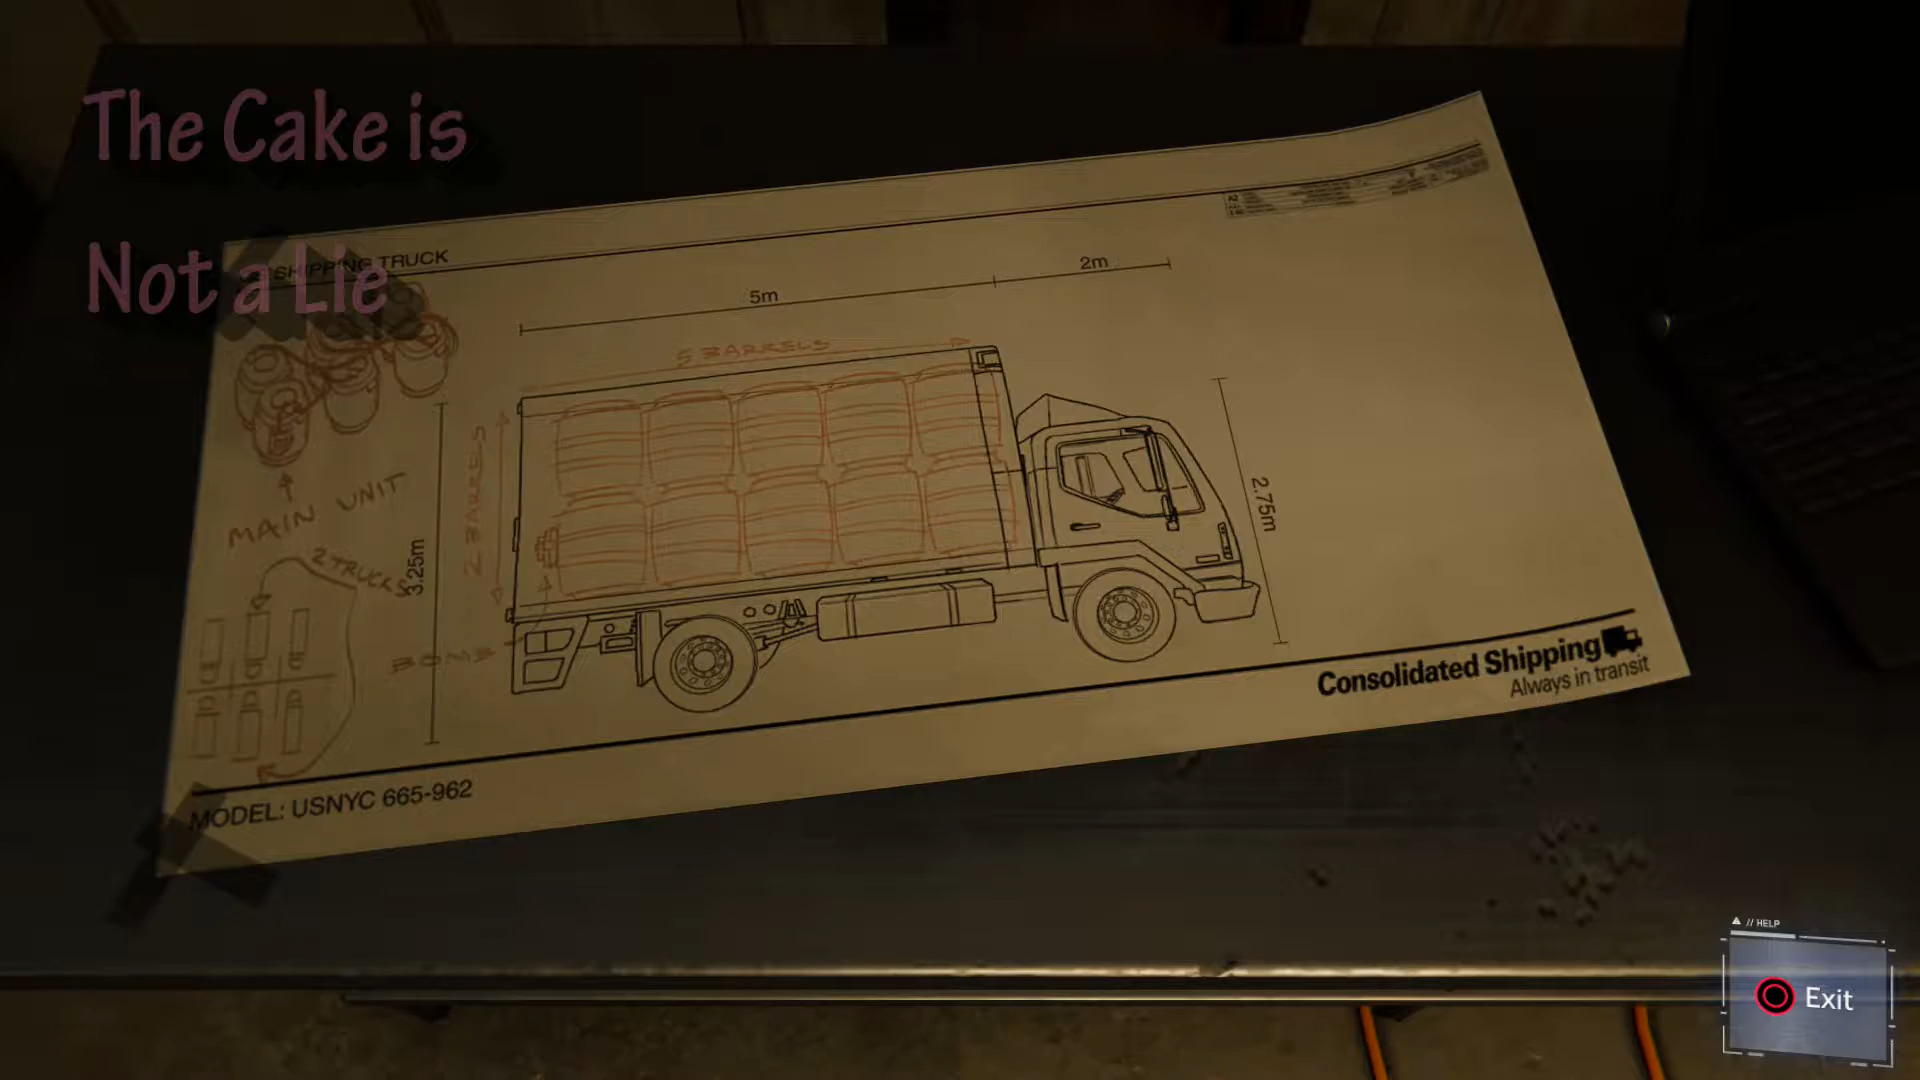 The Cake is
Not a Lie
SHIPPING TRUCK
5m
2m
5 BARRELS
2 BARRELS
3.25m
2.75m
MAIN UNIT
2 TRUCKS
BOMB
Consolidated Shipping
Always in transit
MODEL: USNYC 665-962
// HELP
Exit